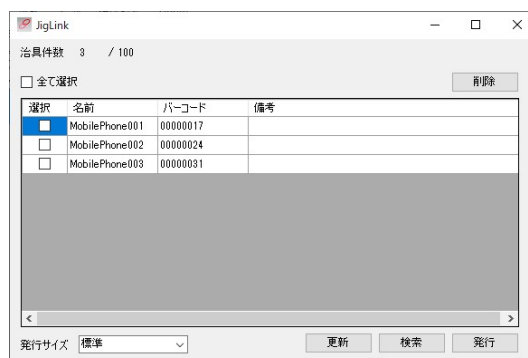 JigLink
治具件数 3 / 100
全て選択 削除
選択 名前 バーコード 備考
MobilePhone001 00000017
MobilePhone002 00000024
MobilePhone003 00000031
発行サイズ 標準 更新 検索 発行